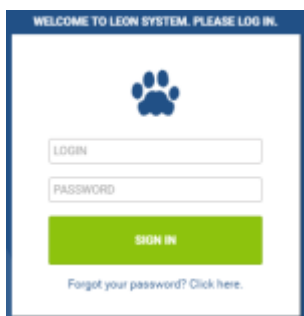 WELCOME TO LEON SYSTEM. PLEASE LOG IN.
LOGIN
PASSWORD
SIGN IN
Forgot your password? Click here.